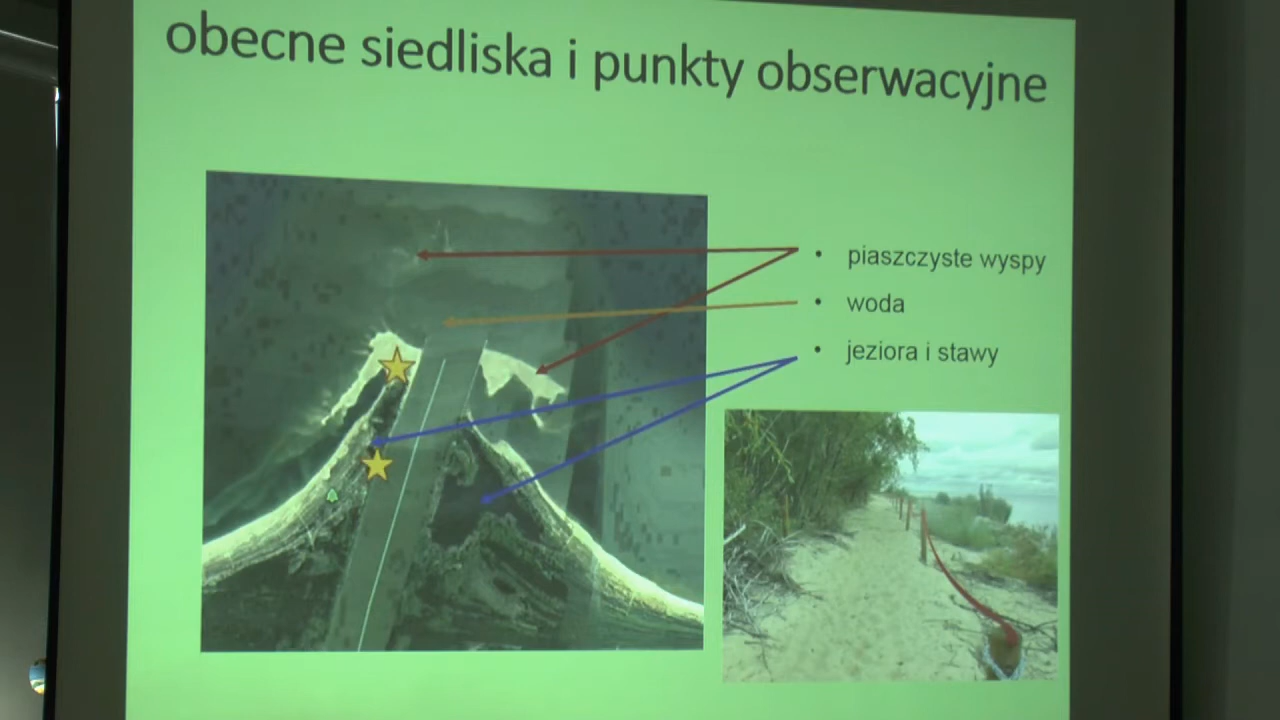 obecne siedliska i punkty obserwacyjne
• piaszczyste wyspy
• woda
• jeziora i stawy